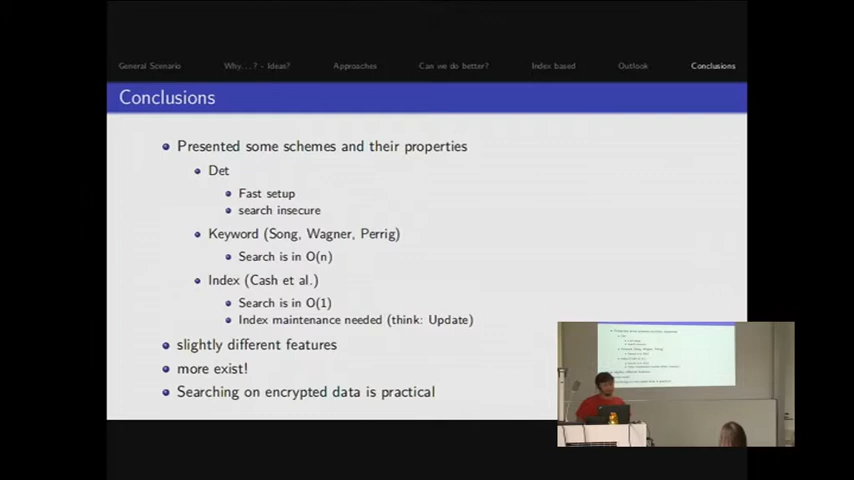 General Scenario Why...? - Ideas? Approaches Can we do better? Index based Outlook Conclusions
Conclusions
Presented some schemes and their properties
Det
Fast setup
search insecure
Keyword (Song, Wagner, Perrig)
Search is in O(n)
Index (Cash et al.)
Search is in O(1)
Index maintenance needed (think: Update)
slightly different features
more exist!
Searching on encrypted data is practical